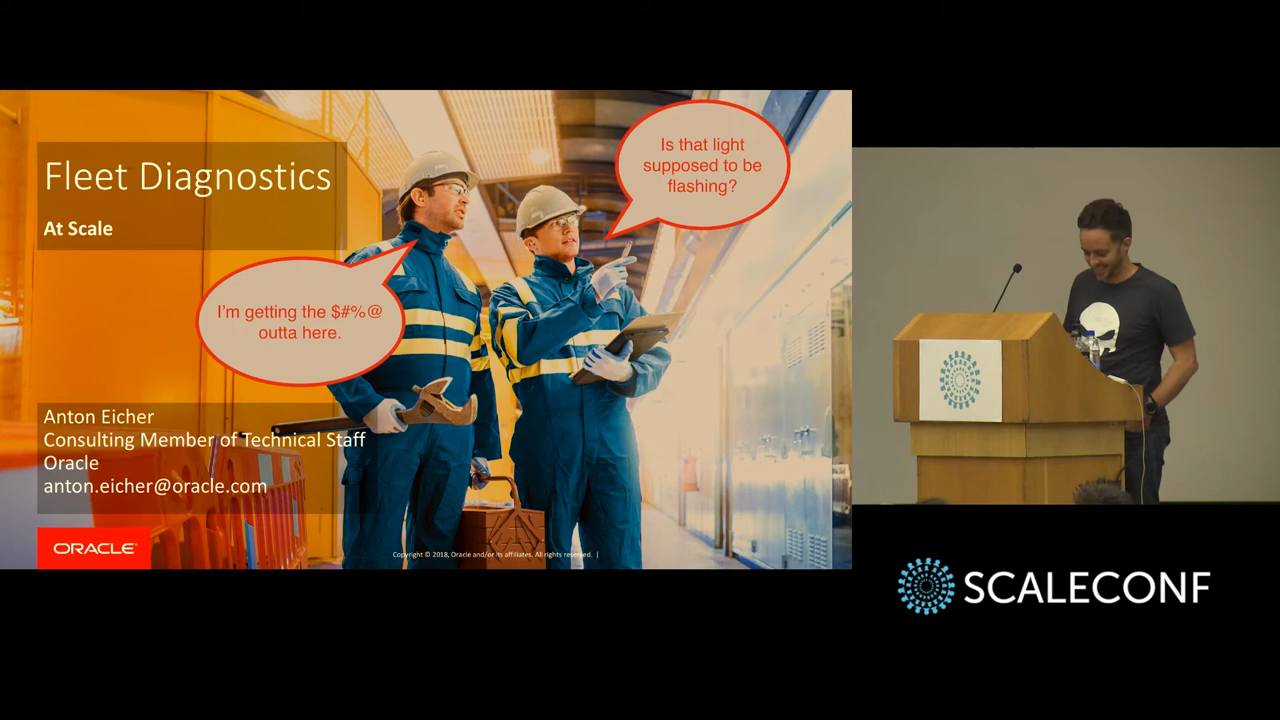 Fleet Diagnostics
At Scale
Is that light
supposed to be
flashing?
I'm getting the $#%@
outta here.
Anton Eicher
Consulting Member of Technical Staff
Oracle
anton.eicher@oracle.com
ORACLE®
Copyright © 2018, Oracle and/or its affiliates. All rights reserved. |
SCALECONF